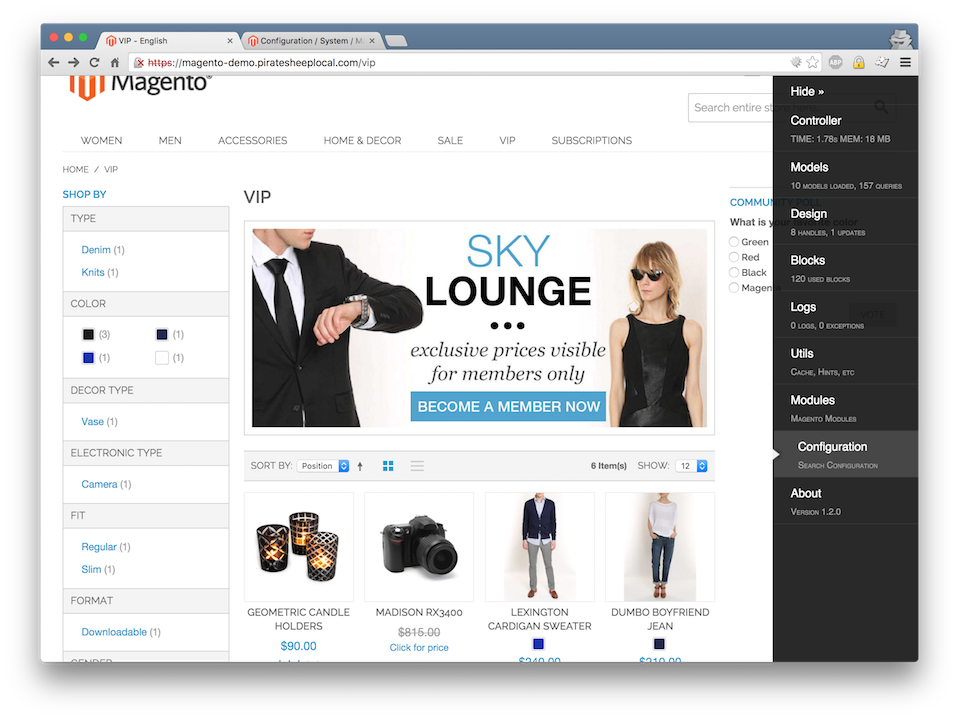 VIP - English
Configuration / System / M
https://magento-demo.piratesheeplocal.com/vip
ABP
Magento®
Search entire store here
WOMEN
MEN
ACCESSORIES
HOME & DECOR
SALE
VIP
SUBSCRIPTIONS
HOME / VIP
SHOP BY
TYPE
Denim (1)
Knits (1)
COLOR
(3)
(1)
(1)
(1)
DECOR TYPE
Vase (1)
ELECTRONIC TYPE
Camera (1)
FIT
Regular (1)
Slim (1)
FORMAT
Downloadable (1)
GENDER
VIP
SKY
LOUNGE
exclusive prices visible
for members only
BECOME A MEMBER NOW
SORT BY: Position
6 Item(s)
SHOW: 12
GEOMETRIC CANDLE
HOLDERS
$90.00
MADISON RX3400
$815.00
Click for price
LEXINGTON
CARDIGAN SWEATER
$240.00
DUMBO BOYFRIEND
JEAN
$210.00
COMMUNITY POLL
What is your favorite color
Green
Red
Black
Magenta
VOTE
Hide »
Controller
TIME: 1.78s MEM: 18 MB
Models
10 models loaded, 157 queries
Design
8 handles, 1 updates
Blocks
120 used blocks
Logs
0 logs, 0 exceptions
Utils
Cache, Hints, etc
Modules
Magento Modules
Configuration
Search Configuration
About
Version 1.2.0